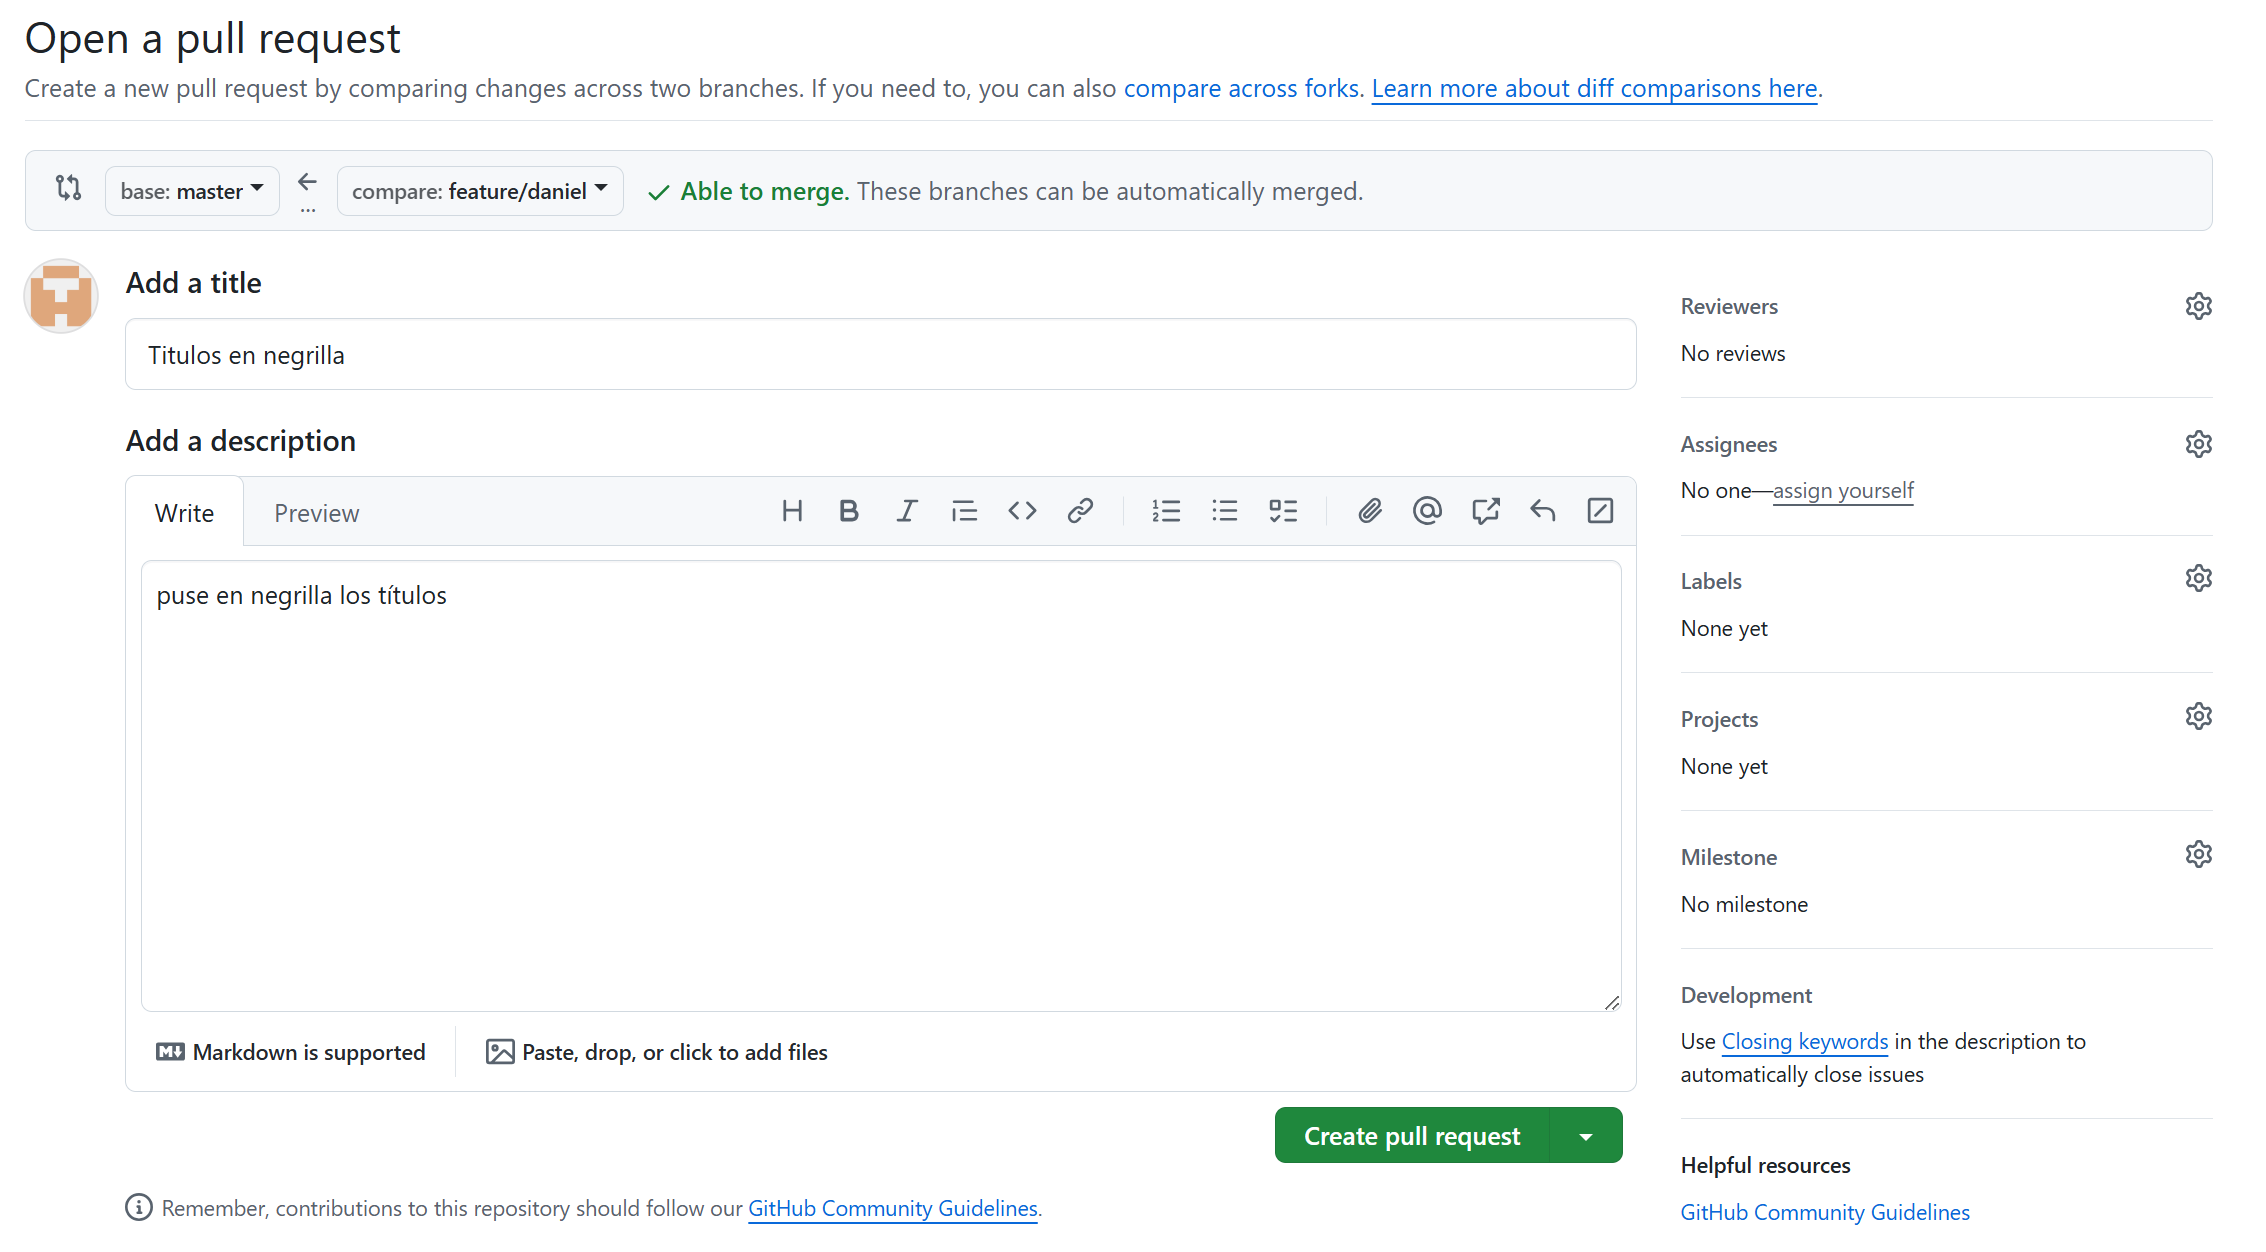 Open a pull request
Create a new pull request by comparing changes across two branches. If you need to, you can also compare across forks. Learn more about diff comparisons here.
base: master
...
compare: feature/daniel
Able to merge. These branches can be automatically merged.
Add a title
Titulos en negrilla
Add a description
Write
Preview
puse en negrilla los títulos
Markdown is supported
Paste, drop, or click to add files
Create pull request
Remember, contributions to this repository should follow our GitHub Community Guidelines.
Reviewers
No reviews
Assignees
No one—assign yourself
Labels
None yet
Projects
None yet
Milestone
No milestone
Development
Use Closing keywords in the description to
automatically close issues
Helpful resources
GitHub Community Guidelines